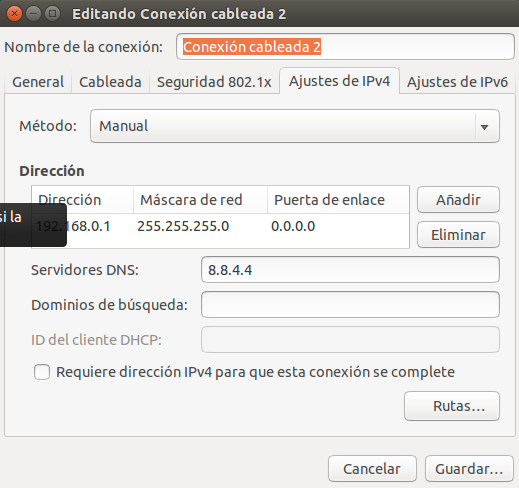 Editando Conexión cableada 2
Nombre de la conexión: Conexión cableada 2
General Cableada Seguridad 802.1x Ajustes de IPv4 Ajustes de IPv6
Método: Manual
Dirección
Dirección Máscara de red Puerta de enlace Añadir
si la
192.168.0.1 255.255.255.0 0.0.0.0 Eliminar
Servidores DNS: 8.8.4.4
Dominios de búsqueda:
ID del cliente DHCP:
Requiere dirección IPv4 para que esta conexión se complete
Rutas...
Cancelar Guardar...